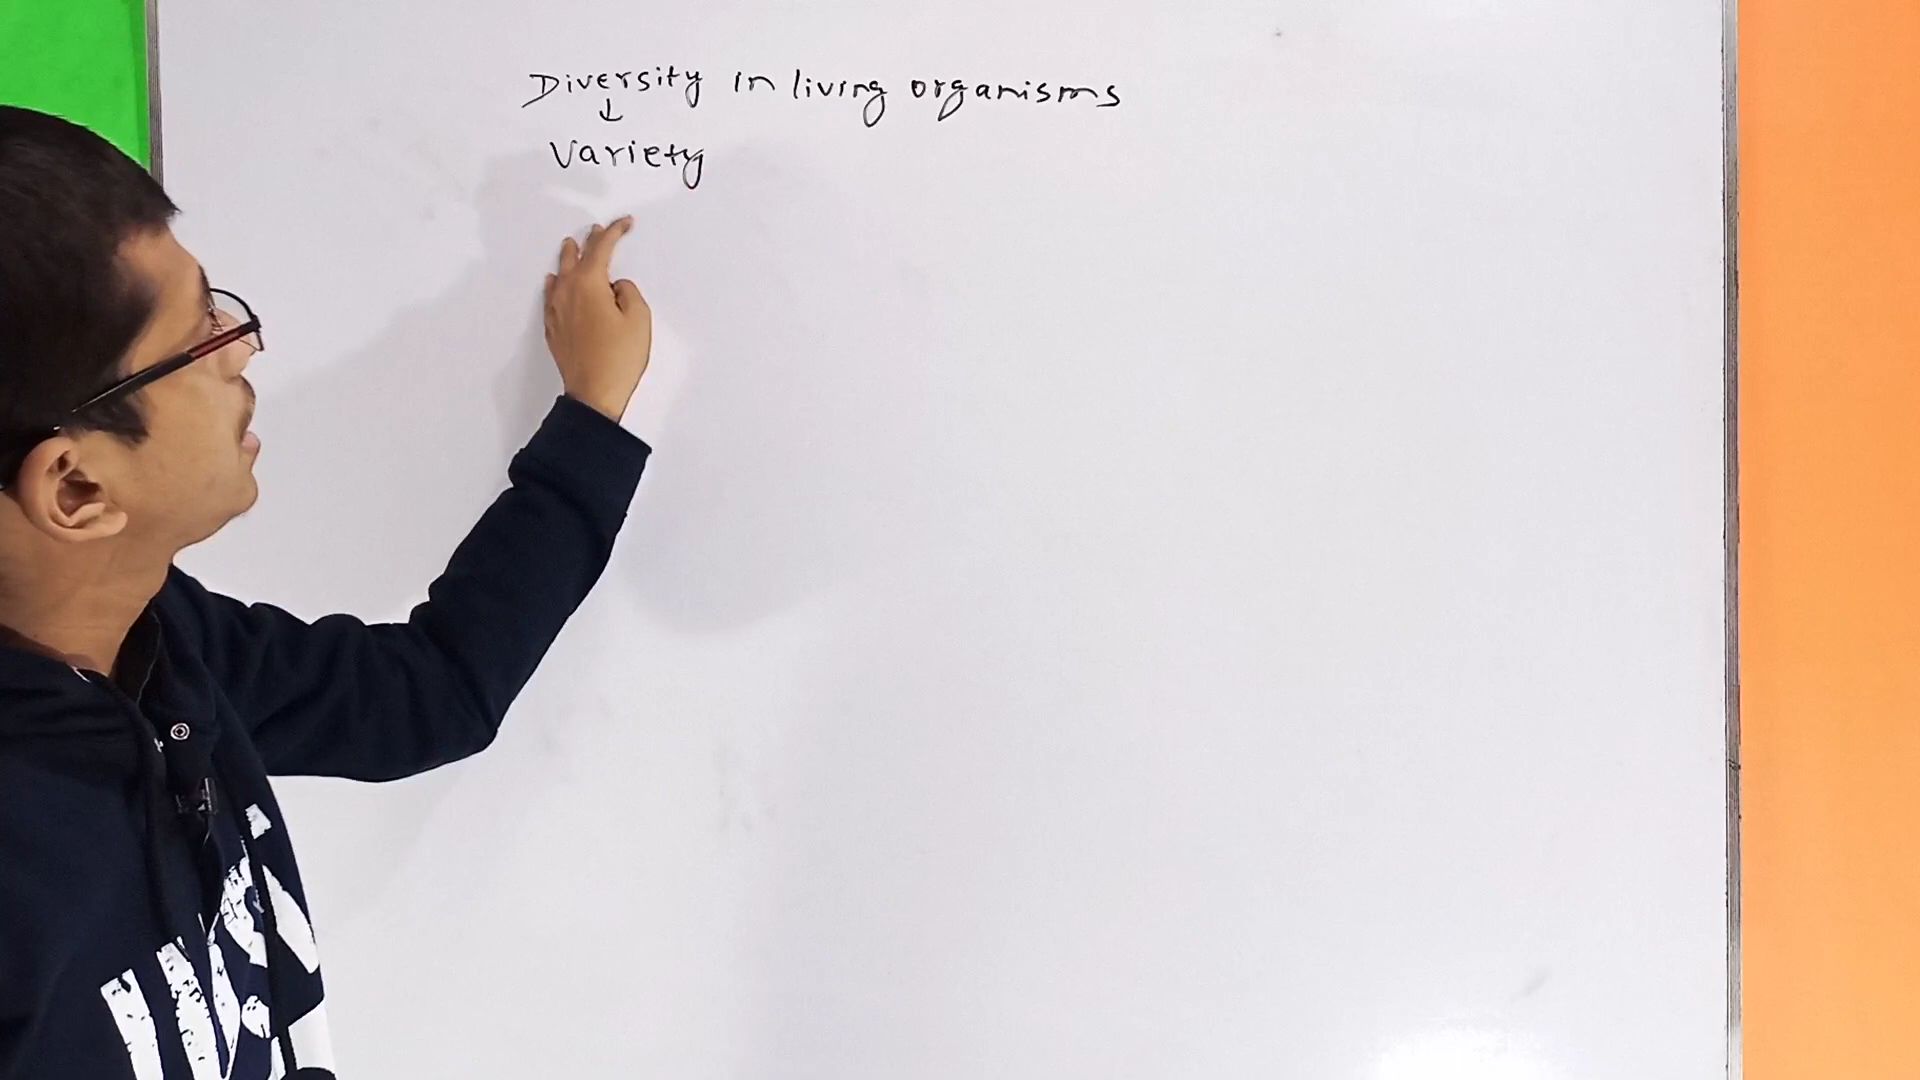 Diversity in living organisms
↓
Variety